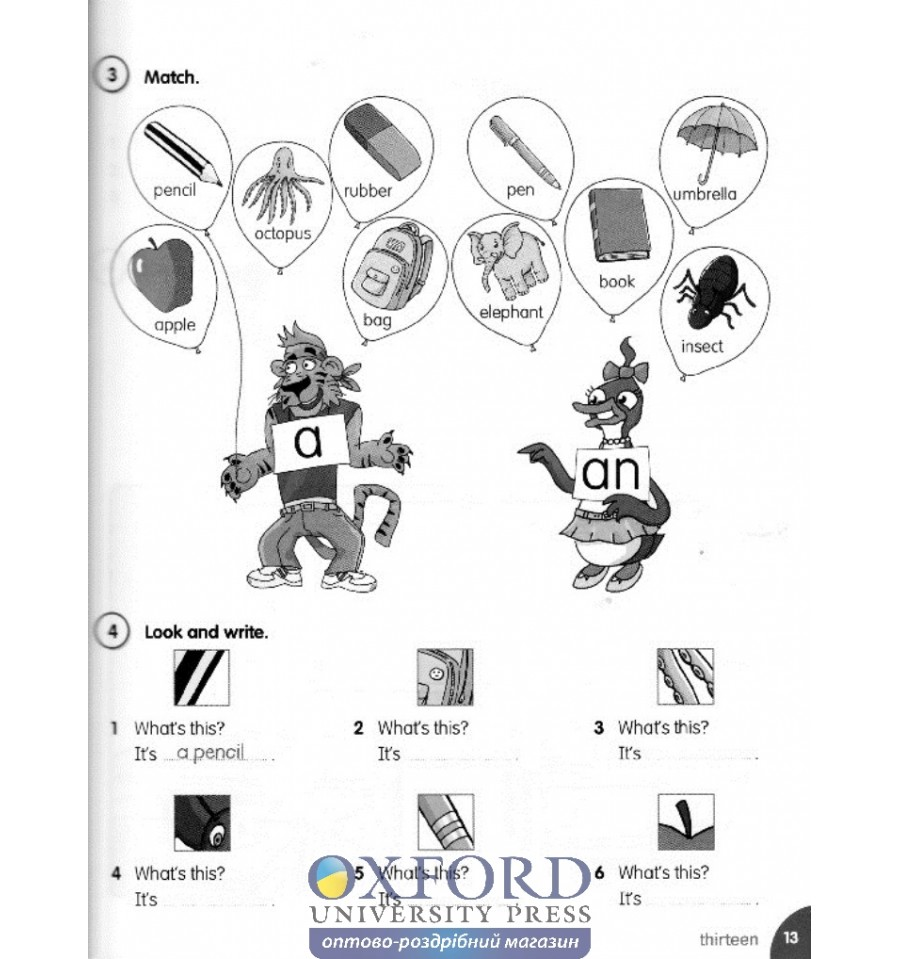 3 Match.
pencil
octopus
rubber
pen
umbrella
apple
bag
elephant
book
insect
a
an
4 Look and write.
1 What's this?
It's a pencil.
2 What's this?
It's .
3 What's this?
It's .
4 What's this?
It's .
5 What's this?
It's
6 What's this?
It's .
OXFORD
UNIVERSITY PRESS
оптово-роздрібний магазин
thirteen 13